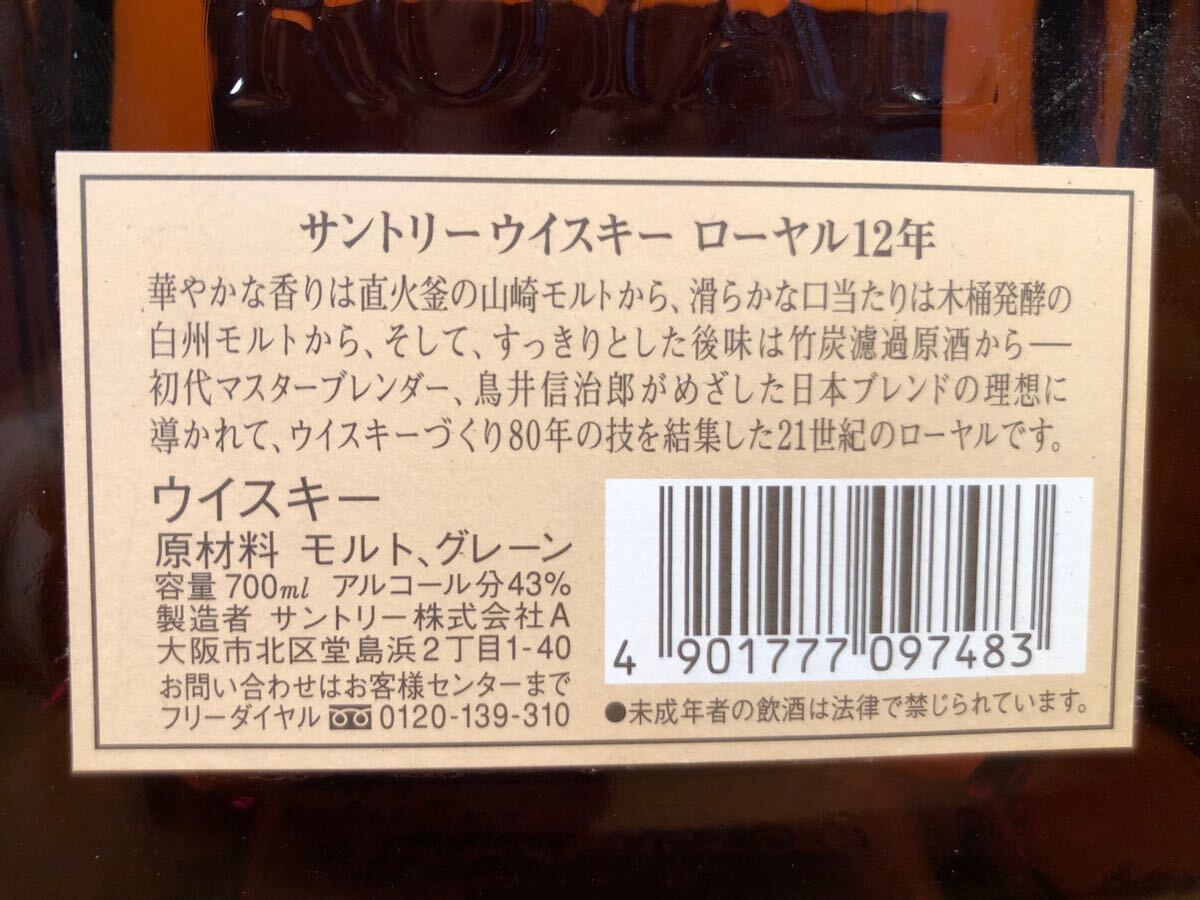 ROYAL
サントリーウイスキー ローヤル12年
華やかな香りは直火釜の山崎モルトから、滑らかな口当たりは木桶発酵の
白州モルトから、そして、すっきりとした後味は竹炭濾過原酒から―
初代マスターブレンダー、鳥井信治郎がめざした日本ブレンドの理想に
導かれて、ウイスキーづくり80年の技を結集した21世紀のローヤルです。
ウイスキー
原材料 モルト、グレーン
容量 700ml アルコール分43%
製造者 サントリー株式会社A
大阪市北区堂島浜2丁目1-40
お問い合わせはお客様センターまで
フリーダイヤル 0120-139-310
4 901777 097483
●未成年者の飲酒は法律で禁じられています。